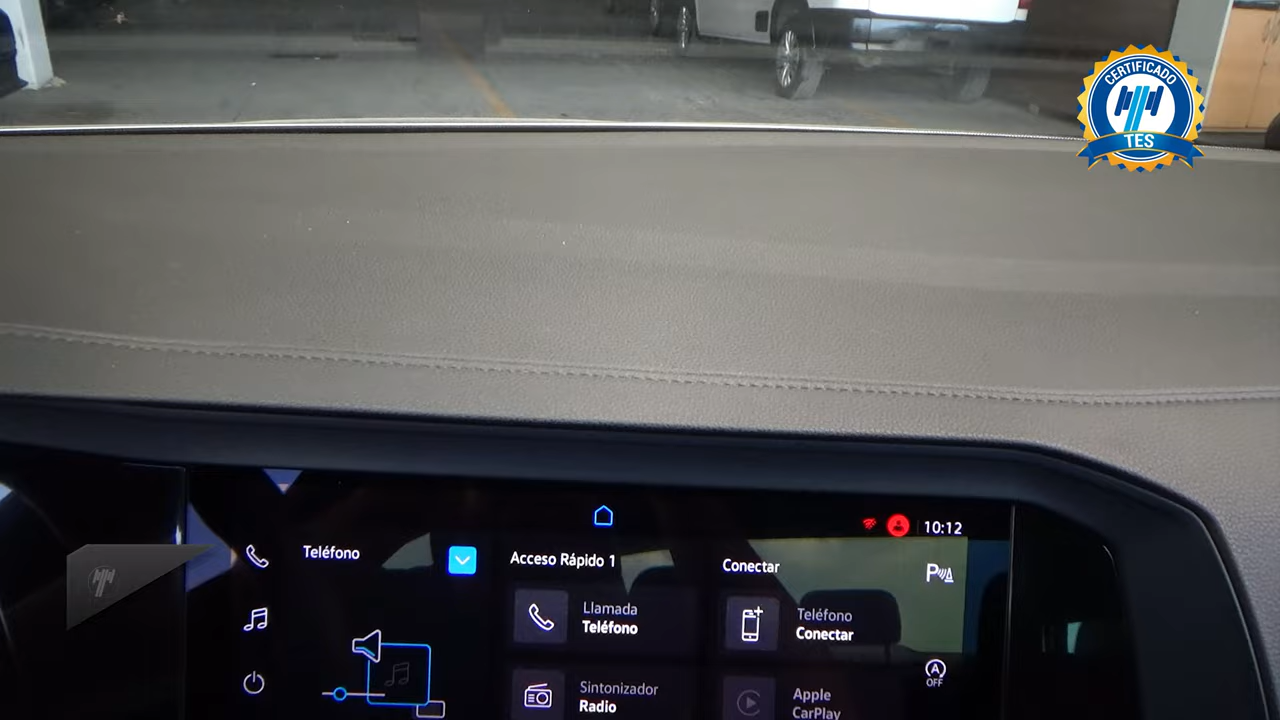 CERTIFICADO
TES
10:12
Teléfono
Acceso Rápido 1
Conectar
P
Llamada
Teléfono
Teléfono
Conectar
A
OFF
Sintonizador
Radio
Apple
CarPlay